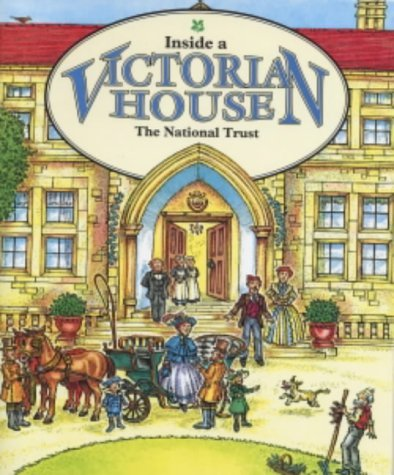 Inside a
VICTORIAN
HOUSE
The National Trust